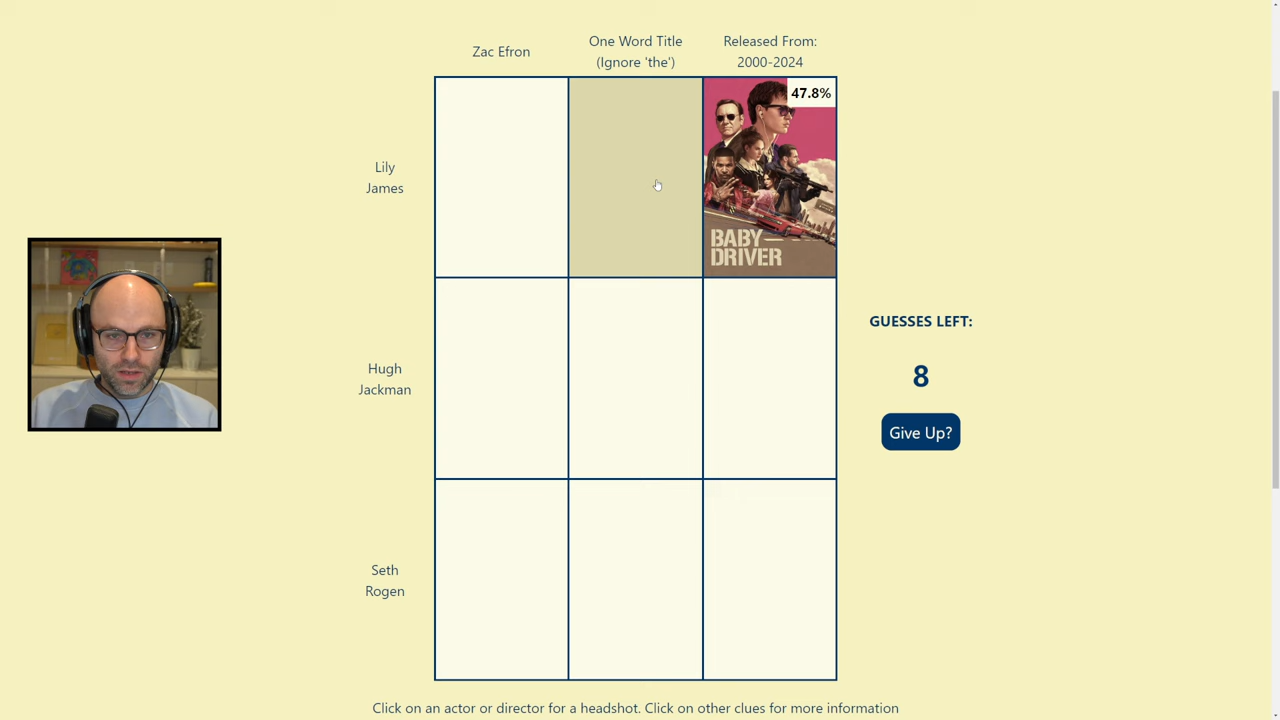 Zac Efron
One Word Title
(Ignore 'the')
Released From:
2000-2024
47.8%
BABY
DRIVER
Lily
James
Hugh
Jackman
GUESSES LEFT:
8
Give Up?
Seth
Rogen
Click on an actor or director for a headshot. Click on other clues for more information